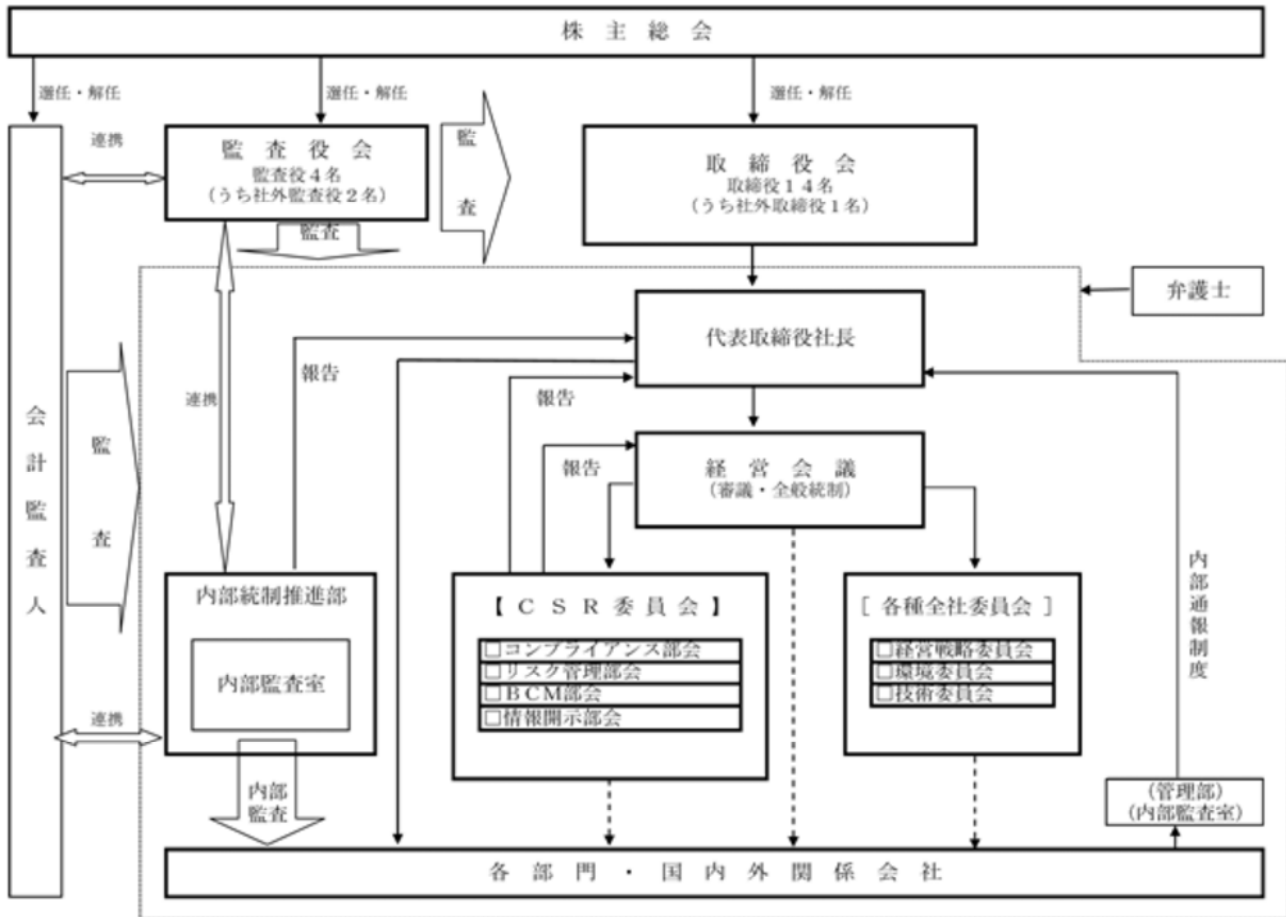 株主総会
選任・解任
選任・解任
選任・解任
連携
監査役会
監査役4名
(うち社外監査役2名)
監査
取締役会
取締役14名
(うち社外取締役1名)
監査
弁護士
代表取締役社長
報告
連携
報告
会計監査人
監査
報告
経営会議
(審議・全般統制)
内部通報制度
内部統制推進部
内部監査室
【CSR委員会】
□コンプライアンス部会
□リスク管理部会
□BCM部会
□情報開示部会
[各種全社委員会]
□経営戦略委員会
□環境委員会
□技術委員会
連携
内部
監査
(管理部)
(内部監査室)
各部門・国内外関係会社